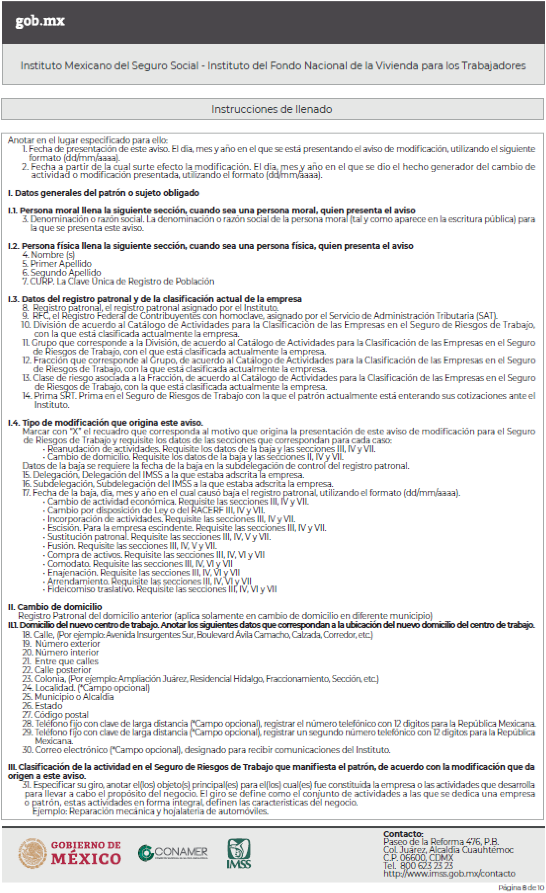 gob.mx
Instituto Mexicano del Seguro Social - Instituto del Fondo Nacional de la Vivienda para los Trabajadores
Instrucciones de llenado
Anotar en el lugar especificado para ello:
1. Fecha de presentación de este aviso. El día, mes y año en el que se está presentando el aviso de modificación, utilizando el siguiente
formato (dd/mm/aaaa).
2. Fecha a partir de la cual surte efecto la modificación. El día, mes y año en el que se dio el hecho generador del cambio de
actividad o modificación presentada, utilizando el formato (dd/mm/aaaa).
I. Datos generales del patrón o sujeto obligado
I.1. Persona moral llena la siguiente sección, cuando sea una persona moral, quien presenta el aviso
3. Denominación o razón social. La denominación o razón social de la persona moral (tal y como aparece en la escritura pública) para
la que se presenta este aviso.
I.2. Persona física llena la siguiente sección, cuando sea una persona física, quien presenta el aviso
4. Nombre (s)
5. Primer Apellido
6. Segundo Apellido
7. CURP. La Clave Única de Registro de Población
I.3. Datos del registro patronal y de la clasificación actual de la empresa
8. Registro patronal, el registro patronal asignado por el Instituto.
9. RFC, el Registro Federal de Contribuyentes con homoclave, asignado por el Servicio de Administración Tributaria (SAT).
10. División de acuerdo al Catálogo de Actividades para la Clasificación de las Empresas en el Seguro de Riesgos de Trabajo,
con la que está clasificada actualmente la empresa.
11. Grupo que corresponde a la División, de acuerdo al Catálogo de Actividades para la Clasificación de las Empresas en el Seguro
de Riesgos de Trabajo, con el que está clasificada actualmente la empresa.
12. Fracción que corresponde al Grupo, de acuerdo al Catálogo de Actividades para la Clasificación de las Empresas en el Seguro
de Riesgos de Trabajo, con la que está clasificada actualmente la empresa.
13. Clase de riesgo asociada a la Fracción, de acuerdo al Catálogo de Actividades para la Clasificación de las Empresas en el Seguro
de Riesgos de Trabajo, con la que está clasificada actualmente la empresa.
14. Prima SRT. Prima en el Seguro de Riesgos de Trabajo con la que el patrón actualmente está enterando sus cotizaciones ante el
Instituto.
I.4. Tipo de modificación que origina este aviso.
Marcar con "X" el recuadro que corresponda al motivo que origina la presentación de este aviso de modificación para el Seguro
de Riesgos de Trabajo y requisite los datos de las secciones que correspondan para cada caso:
- Reanudación de actividades. Requisite los datos de la baja y las secciones III, IV y VII.
- Cambio de domicilio. Requisite los datos de la baja y las secciones II, IV y VII.
Datos de la baja se requiere la fecha de la baja en la subdelegación de control del registro patronal.
15. Delegación, Delegación del IMSS a la que estaba adscrita la empresa.
16. Subdelegación, Subdelegación del IMSS a la que estaba adscrita la empresa.
17. Fecha de la baja, día, mes y año en el cual causó baja el registro patronal, utilizando el formato (dd/mm/aaaa).
- Cambio de actividad económica. Requisite las secciones III, IV y VII.
- Cambio por disposición de Ley o del RACERF III, IV y VII.
- Incorporación de actividades. Requisite las secciones III, IV y VII.
- Escisión. Para la empresa escindente. Requisite las secciones III, IV y VII.
- Sustitución patronal. Requisite las secciones III, IV, V y VII.
- Fusión. Requisite las secciones III, IV, V y VII.
- Compra de activos. Requisite las secciones III, IV, VI y VII
- Comodato. Requisite las secciones III, IV, VI y VII
- Enajenación. Requisite las secciones III, IV, VI y VII
- Arrendamiento. Requisite las secciones III, IV, VI y VII
- Fideicomiso traslativo. Requisite las secciones III, IV, VI y VII
II. Cambio de domicilio
Registro Patronal del domicilio anterior (aplica solamente en cambio de domicilio en diferente municipio)
II.1. Domicilio del nuevo centro de trabajo. Anotar los siguientes datos que correspondan a la ubicación del nuevo domicilio del centro de trabajo.
18. Calle, (Por ejemplo: Avenida Insurgentes Sur, Boulevard Ávila Camacho, Calzada, Corredor, etc.)
19. Número exterior
20. Número interior
21. Entre que calles
22. Calle posterior
23. Colonia, (Por ejemplo: Ampliación Juárez, Residencial Hidalgo, Fraccionamiento, Sección, etc.)
24. Localidad. (*Campo opcional)
25. Municipio o Alcaldía
26. Estado
27. Código postal
28. Teléfono fijo con clave de larga distancia (*Campo opcional), registrar el número telefónico con 12 dígitos para la República Mexicana.
29. Teléfono fijo con clave de larga distancia (*Campo opcional), registrar un segundo número telefónico con 12 dígitos para la República
Mexicana.
30. Correo electrónico (*Campo opcional), designado para recibir comunicaciones del Instituto.
III. Clasificación de la actividad en el Seguro de Riesgos de Trabajo que manifiesta el patrón, de acuerdo con la modificación que da
origen a este aviso.
31. Especificar su giro, anotar el(los) objeto(s) principal(es) para el(los) cual(es) fue constituida la empresa o las actividades que desarrolla
para llevar a cabo el propósito del negocio. El giro se define como el conjunto de actividades a las que se dedica una empresa
o patrón, estas actividades en forma integral, definen las características del negocio.
Ejemplo: Reparación mecánica y hojalatería de automóviles.
GOBIERNO DE
MÉXICO
CONAMER
IMSS
Contacto:
Paseo de la Reforma 476, P.B.
Col. Juárez, Alcaldía Cuauhtémoc
C.P. 06600, CDMX
Tel. 800 623 23 23
http://www.imss.gob.mx/contacto
Página 8 de 10